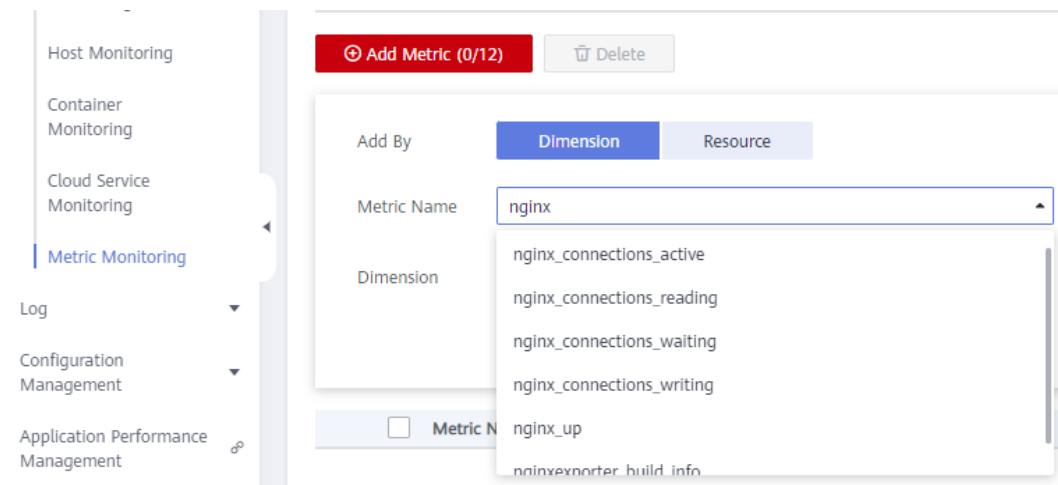 Host Monitoring
Container
Monitoring
Cloud Service
Monitoring
Metric Monitoring
Log
Configuration
Management
Application Performance
Management
Add Metric (0/12)
Delete
Add By
Dimension
Resource
Metric Name
nginx
nginx_connections_active
Dimension
nginx_connections_reading
nginx_connections_waiting
nginx_connections_writing
Metric N
nginx_up
nginxexporter_build_info